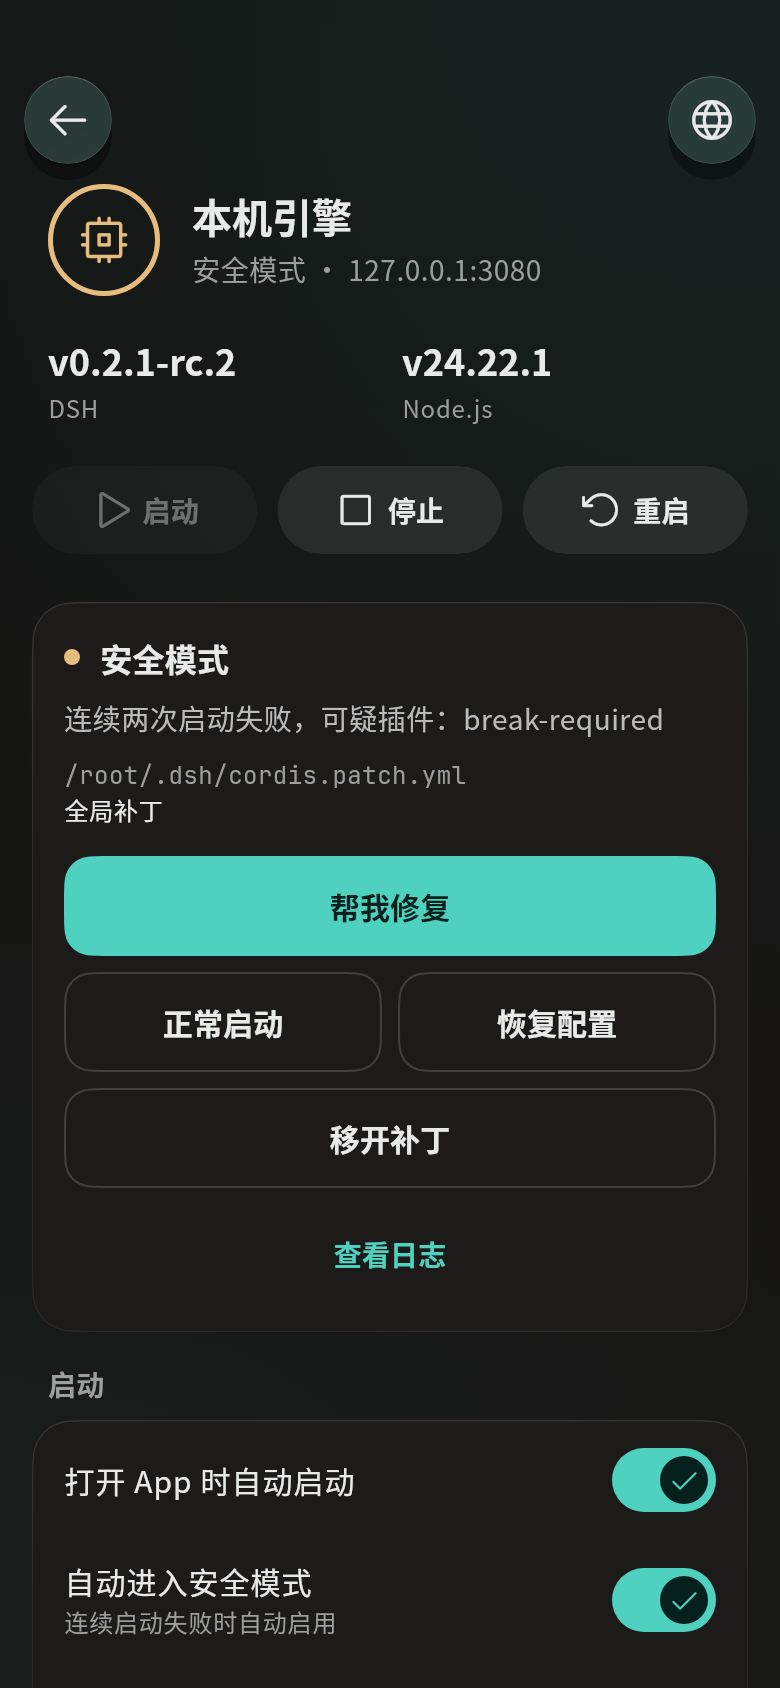 本机引擎
安全模式 · 127.0.0.1:3080
v0.2.1-rc.2
DSH
v24.22.1
Node.js
启动
停止
重启
安全模式
连续两次启动失败，可疑插件：break-required
/root/.dsh/cordis.patch.yml
全局补丁
帮我修复
正常启动
恢复配置
移开补丁
查看日志
启动
打开 App 时自动启动
自动进入安全模式
连续启动失败时自动启用